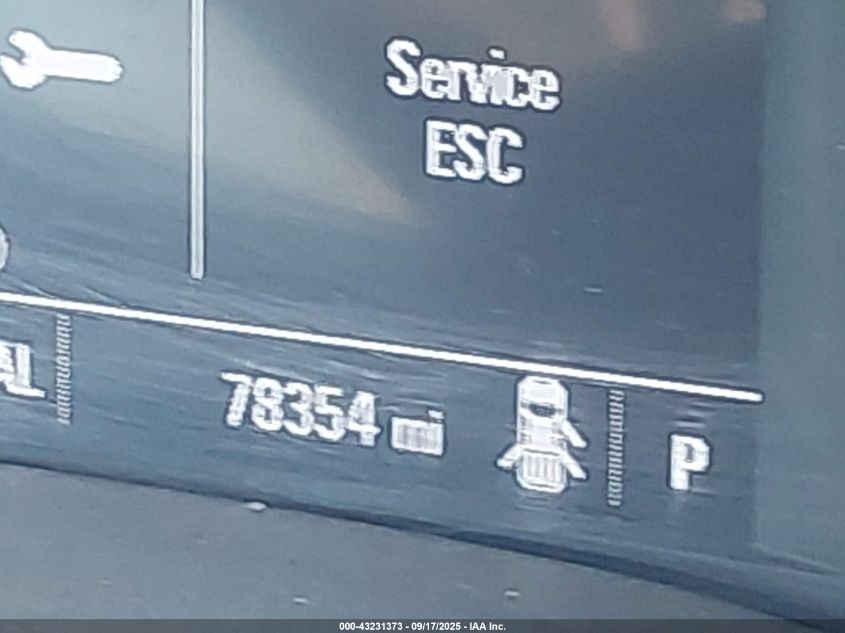 Service
ESC
78354 mi
P
000-43231373 - 09/17/2025 - IAA Inc.